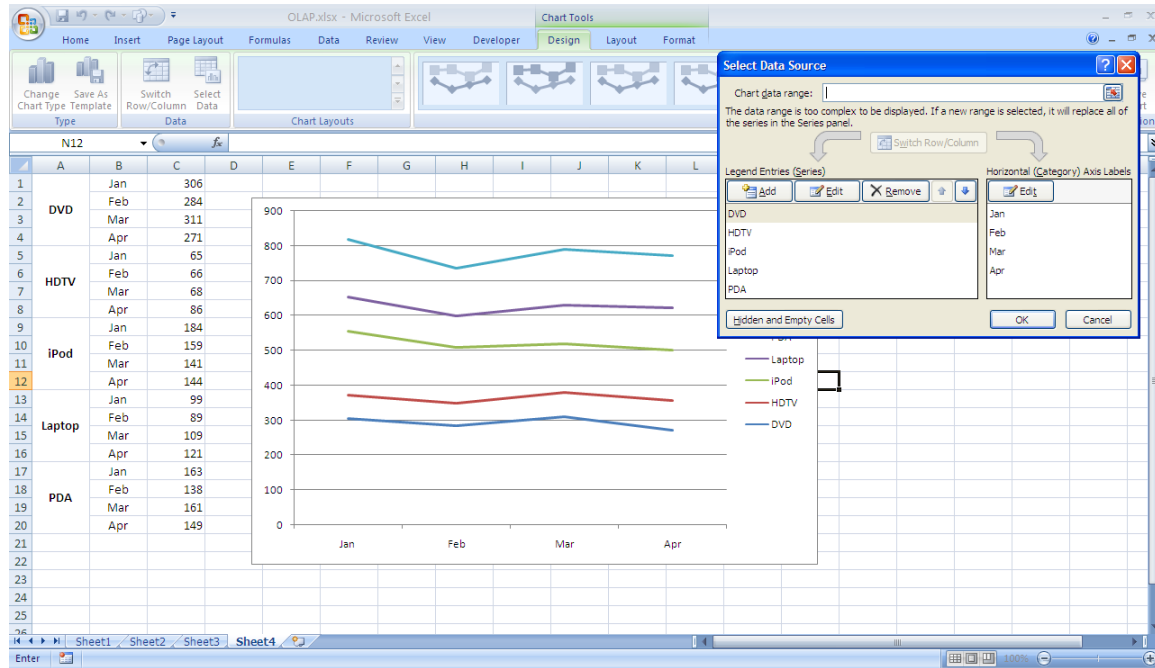 OLAP.xlsx - Microsoft Excel
Chart Tools
Home Insert Page Layout Formulas Data Review View Developer Design Layout Format
Change Chart Type
Save As Template
Switch Row/Column
Select Data
Type
Data
Chart Layouts
N12
fx
A B C D E F G H I J K L
1 Jan 306
2 Feb 284
DVD
3 Mar 311
4 Apr 271
5 Jan 65
6 Feb 66
HDTV
7 Mar 68
8 Apr 86
9 Jan 184
10 Feb 159
iPod
11 Mar 141
12 Apr 144
13 Jan 99
14 Feb 89
Laptop
15 Mar 109
16 Apr 121
17 Jan 163
18 Feb 138
PDA
19 Mar 161
20 Apr 149
21
22
23
24
25
26
900
800
700
600
500
400
300
200
100
0
Jan Feb Mar Apr
Laptop
iPod
HDTV
DVD
Select Data Source
?
Chart data range:
The data range is too complex to be displayed. If a new range is selected, it will replace all of
the series in the Series panel.
Switch Row/Column
Legend Entries (Series)
Add Edit Remove
DVD
HDTV
iPod
Laptop
PDA
Horizontal (Category) Axis Labels
Edit
Jan
Feb
Mar
Apr
Hidden and Empty Cells
OK Cancel
Sheet1 Sheet2 Sheet3 Sheet4
Enter
100%